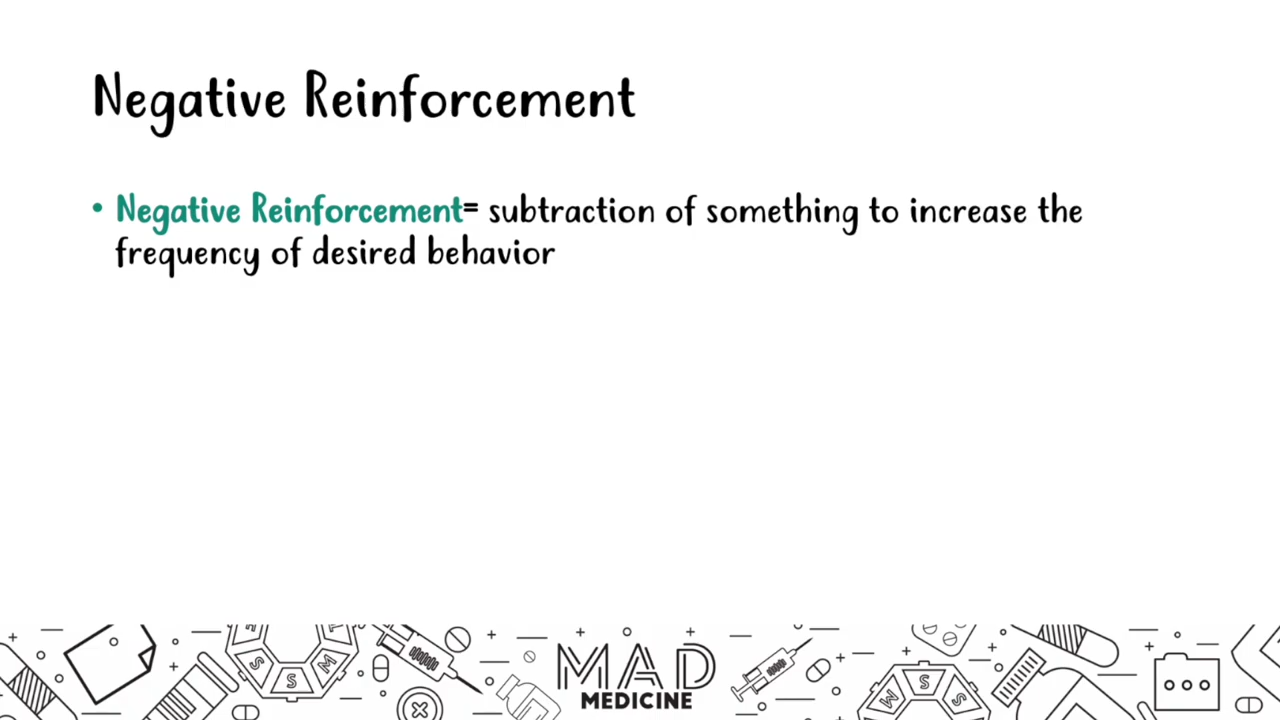 Negative Reinforcement
• Negative Reinforcement= subtraction of something to increase the
frequency of desired behavior
S
S
M
MAD
MEDICINE
M
S
S